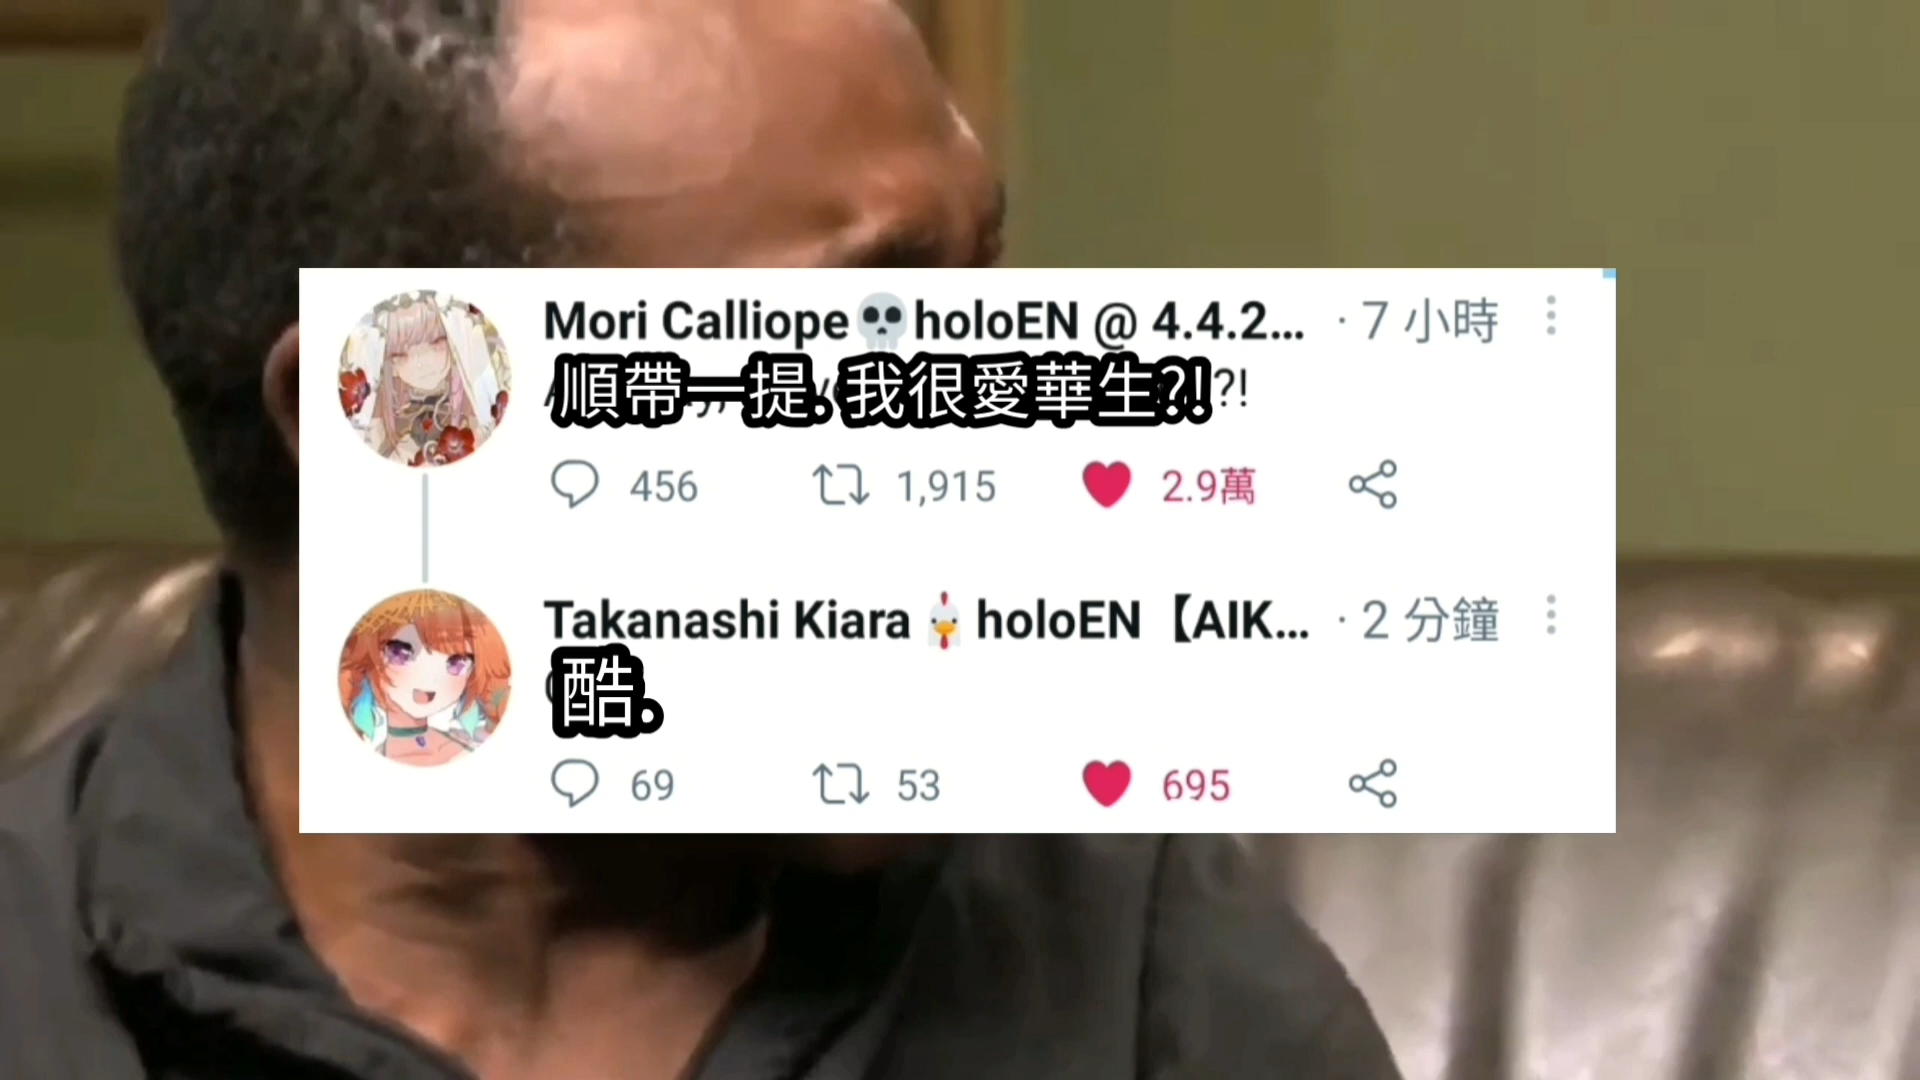 Mori Calliope💀holoEN @ 4.4.2... · 7 小時
順帶一提.我很愛華生?!
?!
456 1,915 2.9萬
Takanashi Kiara🐔holoEN【AIK... · 2 分鐘
酷.
69 53 695